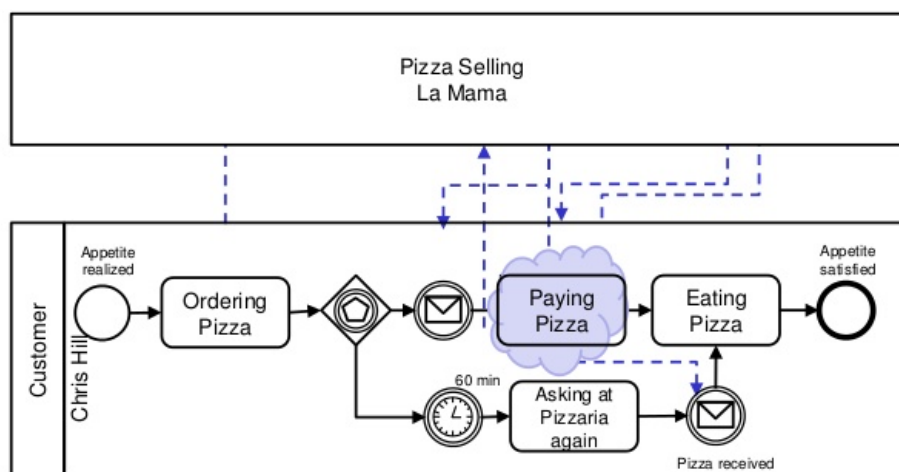 Pizza Selling
La Mama
Customer
Chris Hill
Appetite
realized
Ordering
Pizza
Paying
Pizza
Eating
Pizza
Appetite
satisfied
60 min
Asking at
Pizzaria
again
Pizza received